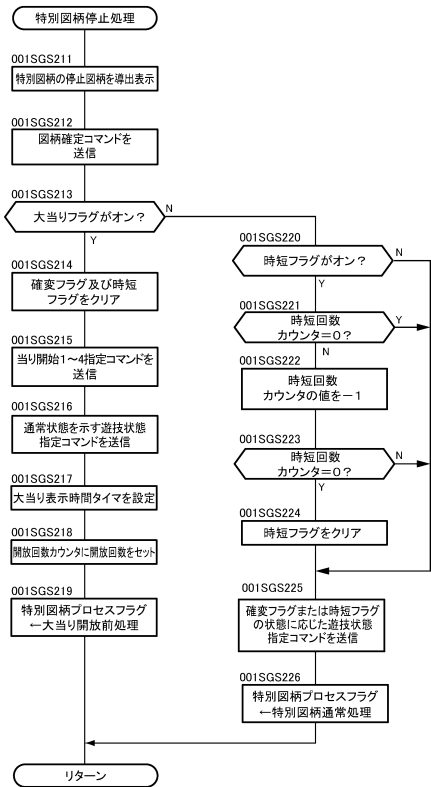 特別図柄停止処理
001SGS211
特別図柄の停止図柄を導出表示
001SGS212
図柄確定コマンドを
送信
001SGS213
大当りフラグがオン？
N
Y
001SGS214
確変フラグ及び時短
フラグをクリア
001SGS215
当り開始1～4指定コマンドを
送信
001SGS216
通常状態を示す遊技状態
指定コマンドを送信
001SGS217
大当り表示時間タイマを設定
001SGS218
開放回数カウンタに開放回数をセット
001SGS219
特別図柄プロセスフラグ
←大当り開放前処理
001SGS220
時短フラグがオン？
N
Y
001SGS221
時短回数
カウンタ＝0？
Y
N
001SGS222
時短回数
カウンタの値を－1
001SGS223
時短回数
カウンタ＝0？
N
Y
001SGS224
時短フラグをクリア
001SGS225
確変フラグまたは時短フラグ
の状態に応じた遊技状態
指定コマンドを送信
001SGS226
特別図柄プロセスフラグ
←特別図柄通常処理
リターン